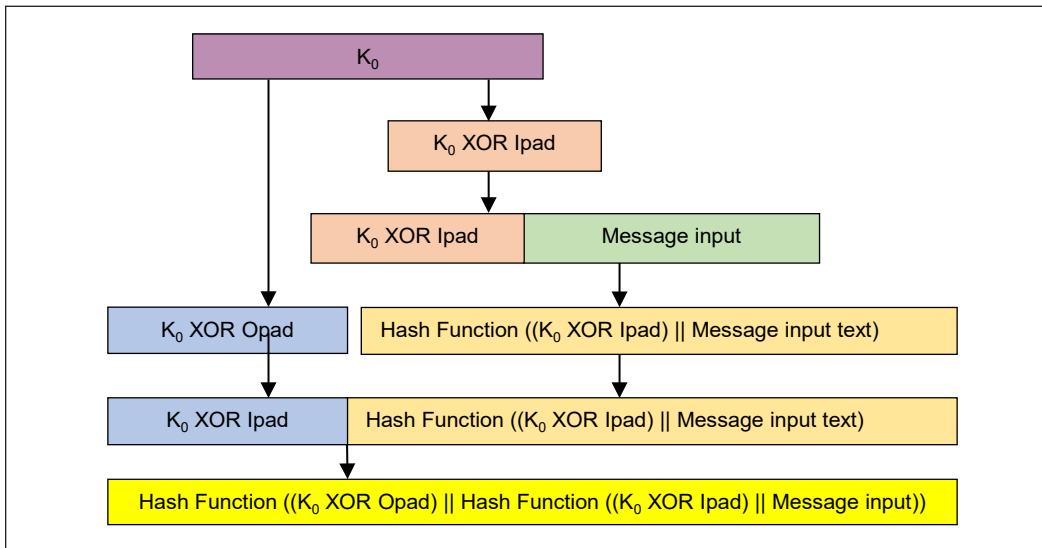 K₀
K₀ XOR Ipad
K₀ XOR Ipad
Message input
K₀ XOR Opad
Hash Function ((K₀ XOR Ipad) || Message input text)
K₀ XOR Ipad
Hash Function ((K₀ XOR Ipad) || Message input text)
Hash Function ((K₀ XOR Opad) || Hash Function ((K₀ XOR Ipad) || Message input))